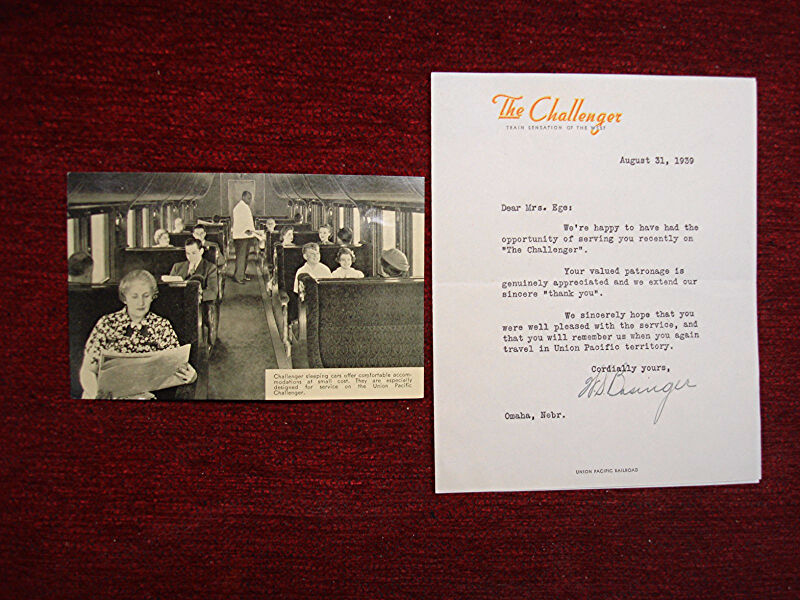 Challenger sleeping cars offer comfortable accom-
modations at small cost. They are especially
designed for service on the Union Pacific
Challenger.
The Challenger
TRAIN SENSATION OF THE WEST
August 31, 1939
Dear Mrs. Ege:
We're happy to have had the
opportunity of serving you recently on
"The Challenger".
Your valued patronage is
genuinely appreciated and we extend our
sincere "thank you".
We sincerely hope that you
were well pleased with the service, and
that you will remember us when you again
travel in Union Pacific territory.
Cordially yours,
WS Basinger
Omaha, Nebr.
UNION PACIFIC RAILROAD